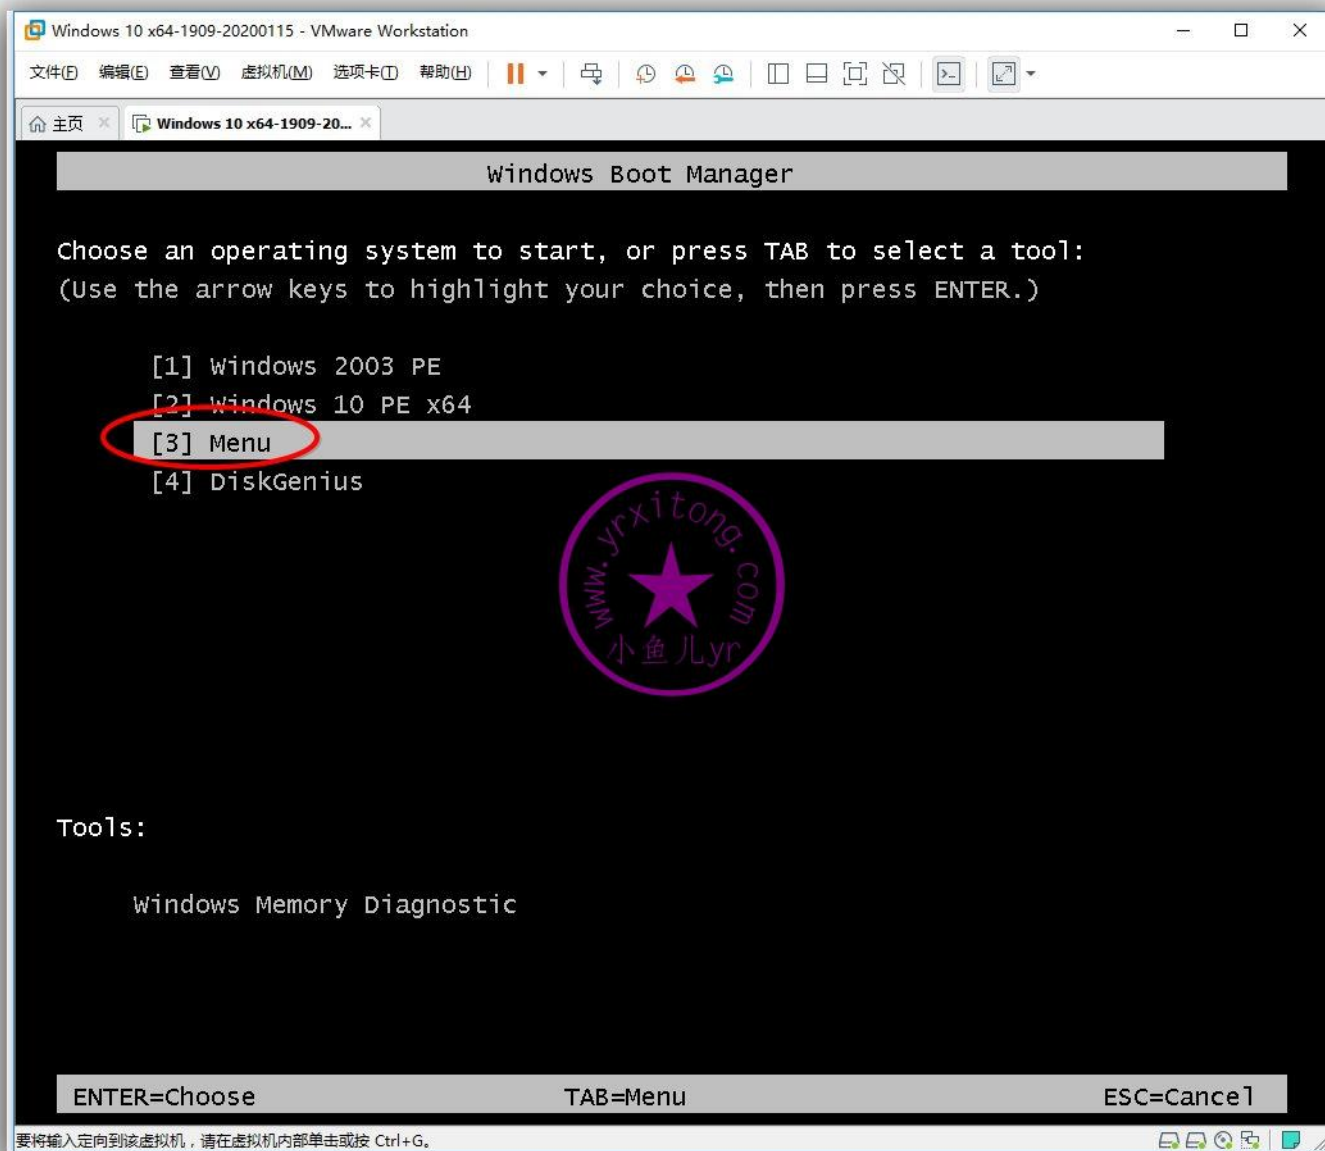 Windows 10 x64-1909-20200115 - VMware Workstation
文件(F) 编辑(E) 查看(V) 虚拟机(M) 选项卡(T) 帮助(H)
主页 Windows 10 x64-1909-20...
Windows Boot Manager
Choose an operating system to start, or press TAB to select a tool:
(Use the arrow keys to highlight your choice, then press ENTER.)
[1] Windows 2003 PE
[2] Windows 10 PE x64
[3] Menu
[4] DiskGenius
www.yrxitong.com
小鱼儿yr
Tools:
Windows Memory Diagnostic
ENTER=Choose TAB=Menu ESC=Cancel
要将输入定向到该虚拟机，请在虚拟机内部单击或按 Ctrl+G。